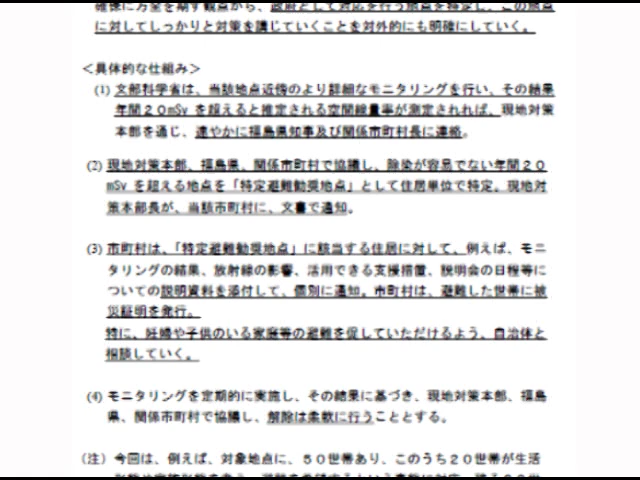 確保に万全を期す観点から、政府として対応を行う地点を特定し、この地点
に対してしっかりと対策を講じていくことを対外的にも明確にしていく。
＜具体的な仕組み＞
(1) 文部科学省は、当該地点近傍のより詳細なモニタリングを行い、その結果
年間２０mSv を超えると推定される空間線量率が測定されれば、現地対策
本部を通じ、速やかに福島県知事及び関係市町村長に連絡。
(2) 現地対策本部、福島県、関係市町村で協議し、除染が容易でない年間２０
mSv を超える地点を「特定避難勧奨地点」として住居単位で特定。現地対
策本部長が、当該市町村に、文書で通知。
(3) 市町村は、「特定避難勧奨地点」に該当する住居に対して、例えば、モニ
タリングの結果、放射線の影響、活用できる支援措置、説明会の日程等に
ついての説明資料を添付して、個別に通知。市町村は、避難した世帯に被
災証明を発行。
特に、妊婦や子供のいる家庭等の避難を促していただけるよう、自治体と
相談していく。
(4) モニタリングを定期的に実施し、その結果に基づき、現地対策本部、福島
県、関係市町村で協議し、解除は柔軟に行うこととする。
（注）今回は、例えば、対象地点に、５０世帯あり、このうち２０世帯が生活